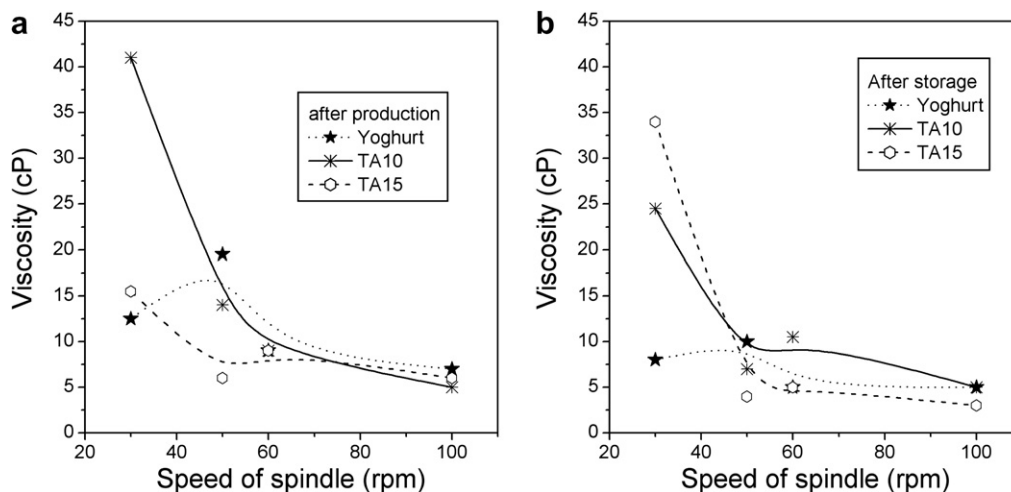 a
45
40
35
30
25
20
15
10
5
0
Viscosity (cP)
after production
Yoghurt
TA10
TA15
20 40 60 80 100
Speed of spindle (rpm)
b
45
40
35
30
25
20
15
10
5
0
Viscosity (cP)
After storage
Yoghurt
TA10
TA15
20 40 60 80 100
Speed of spindle (rpm)